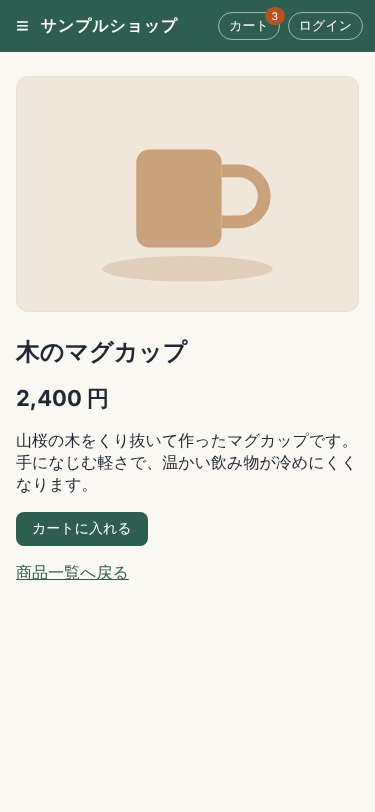 ≡ サンプルショップ カート 3 ログイン
木のマグカップ
2,400 円
山桜の木をくり抜いて作ったマグカップです。
手になじむ軽さで、温かい飲み物が冷めにくく
なります。
カートに入れる
商品一覧へ戻る